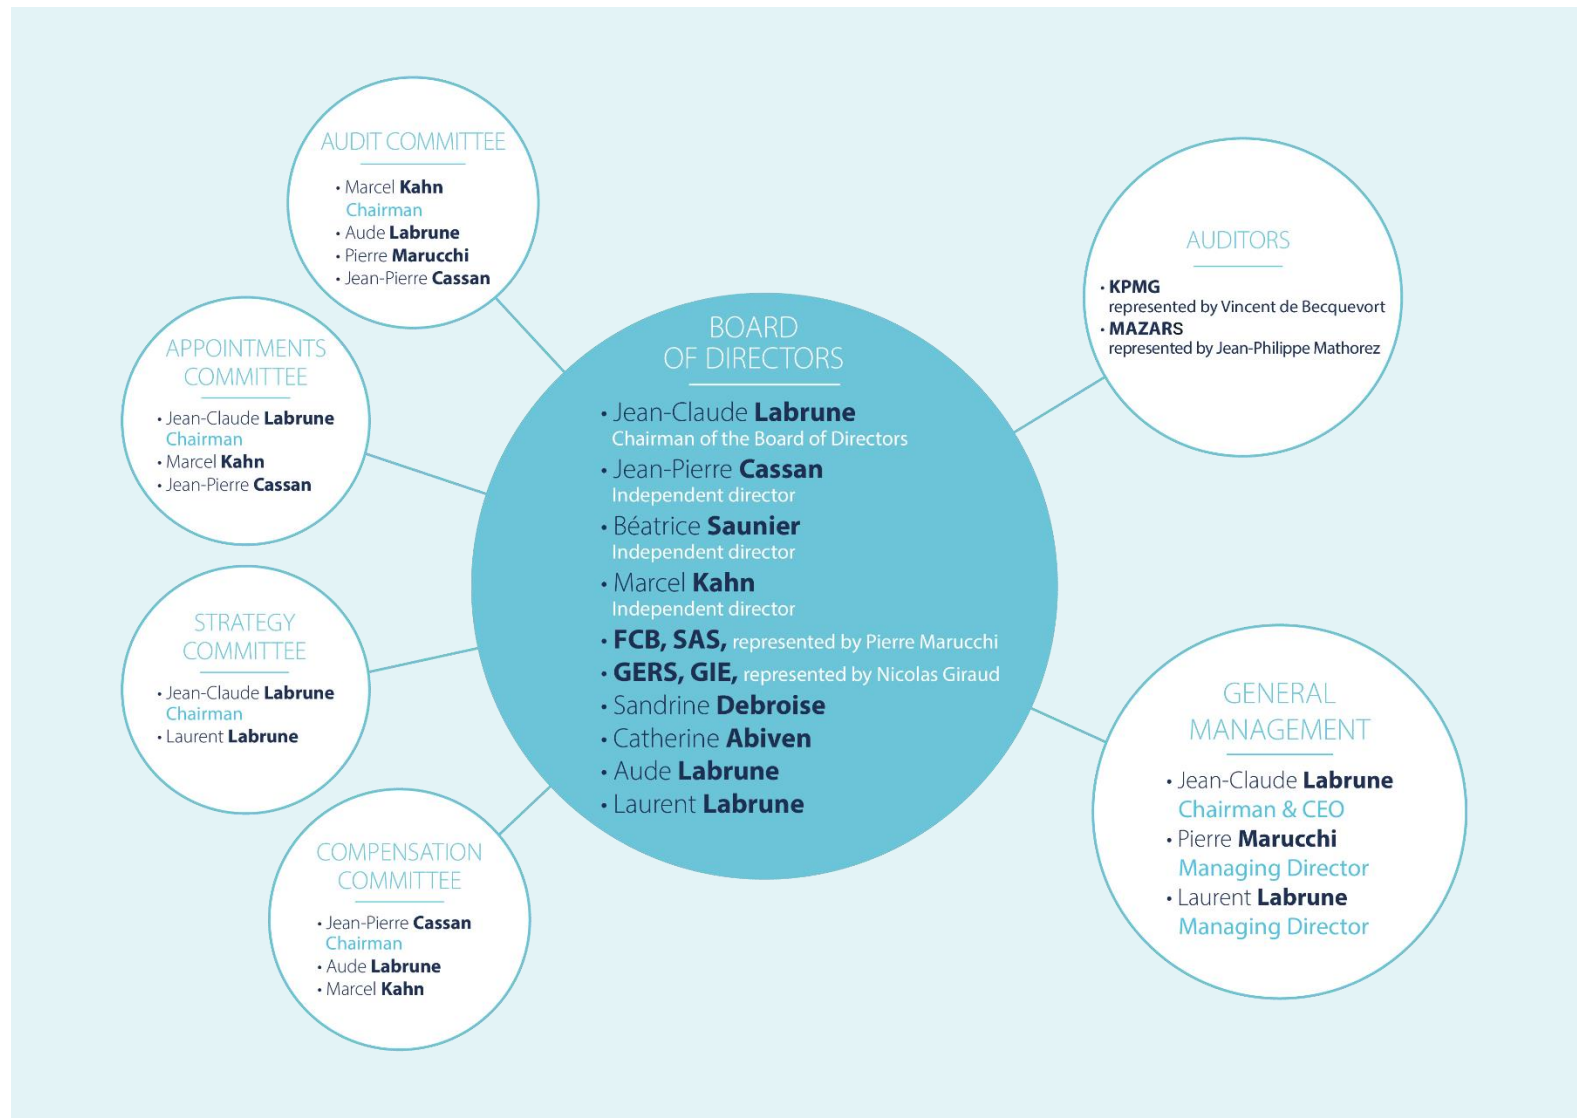 AUDIT COMMITTEE
• Marcel Kahn
Chairman
• Aude Labrune
• Pierre Marucchi
• Jean-Pierre Cassan
APPOINTMENTS
COMMITTEE
• Jean-Claude Labrune
Chairman
• Marcel Kahn
• Jean-Pierre Cassan
STRATEGY
COMMITTEE
• Jean-Claude Labrune
Chairman
• Laurent Labrune
COMPENSATION
COMMITTEE
• Jean-Pierre Cassan
Chairman
• Aude Labrune
• Marcel Kahn
BOARD
OF DIRECTORS
• Jean-Claude Labrune
Chairman of the Board of Directors
• Jean-Pierre Cassan
Independent director
• Béatrice Saunier
Independent director
• Marcel Kahn
Independent director
• FCB, SAS, represented by Pierre Marucchi
• GERS, GIE, represented by Nicolas Giraud
• Sandrine Debroise
• Catherine Abiven
• Aude Labrune
• Laurent Labrune
AUDITORS
• KPMG
represented by Vincent de Becquevort
• MAZARS
represented by Jean-Philippe Mathorez
GENERAL
MANAGEMENT
• Jean-Claude Labrune
Chairman & CEO
• Pierre Marucchi
Managing Director
• Laurent Labrune
Managing Director